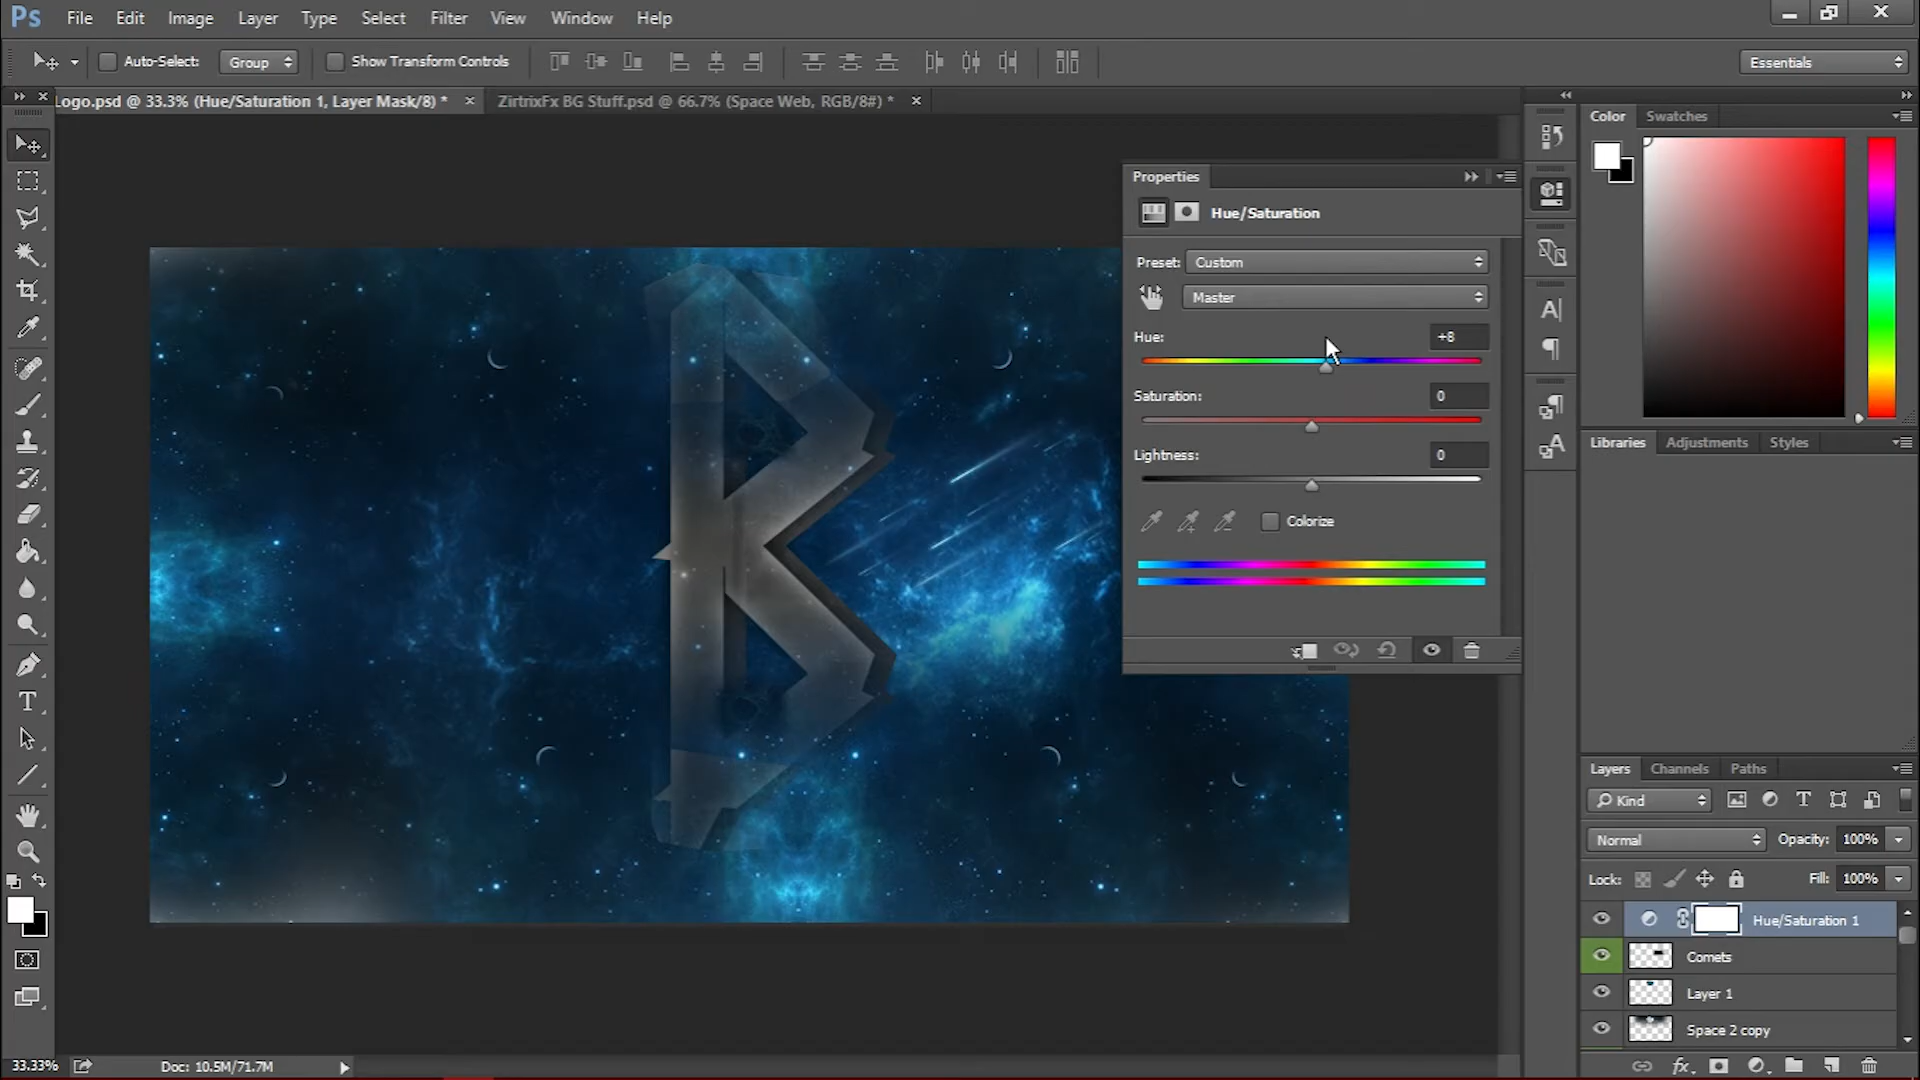 Ps File Edit Image Layer Type Select Filter View Window Help
Auto-Select: Group Show Transform Controls Essentials
Logo.psd @ 33.3% (Hue/Saturation 1, Layer Mask/8) * × ZirtrixFx BG Stuff.psd @ 66.7% (Space Web, RGB/8#) * ×
Color Swatches
Properties
Hue/Saturation
Preset: Custom
Master
Hue: +8
Saturation: 0
Lightness: 0
Colorize
Libraries Adjustments Styles
Layers Channels Paths
Kind
Normal Opacity: 100%
Lock: Fill: 100%
Hue/Saturation 1
Comets
Layer 1
Space 2 copy
33.33% Doc: 10.5M/71.7M